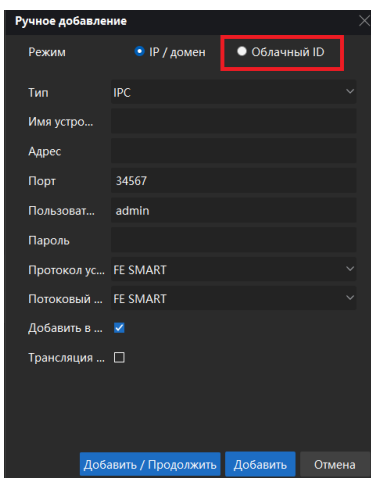 Ручное добавление
Режим IP / домен Облачный ID
Тип IPC
Имя устро...
Адрес
Порт 34567
Пользоват... admin
Пароль
Протокол ус... FE SMART
Потоковый ... FE SMART
Добавить в ...
Трансляция ...
Добавить / Продолжить Добавить Отмена